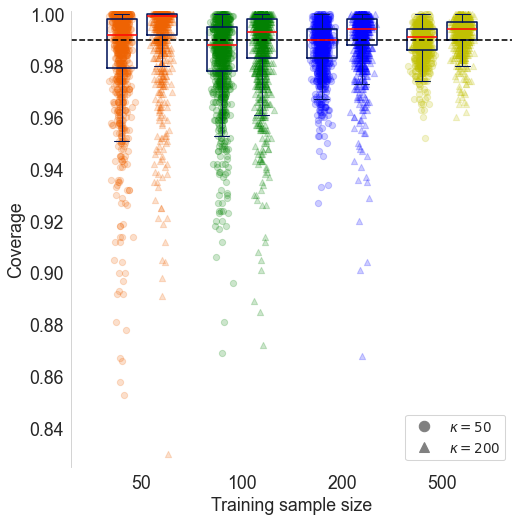 1.00
0.98
0.96
0.94
0.92
0.90
0.88
0.86
0.84
Coverage
50 100 200 500
Training sample size
κ = 50
κ = 200